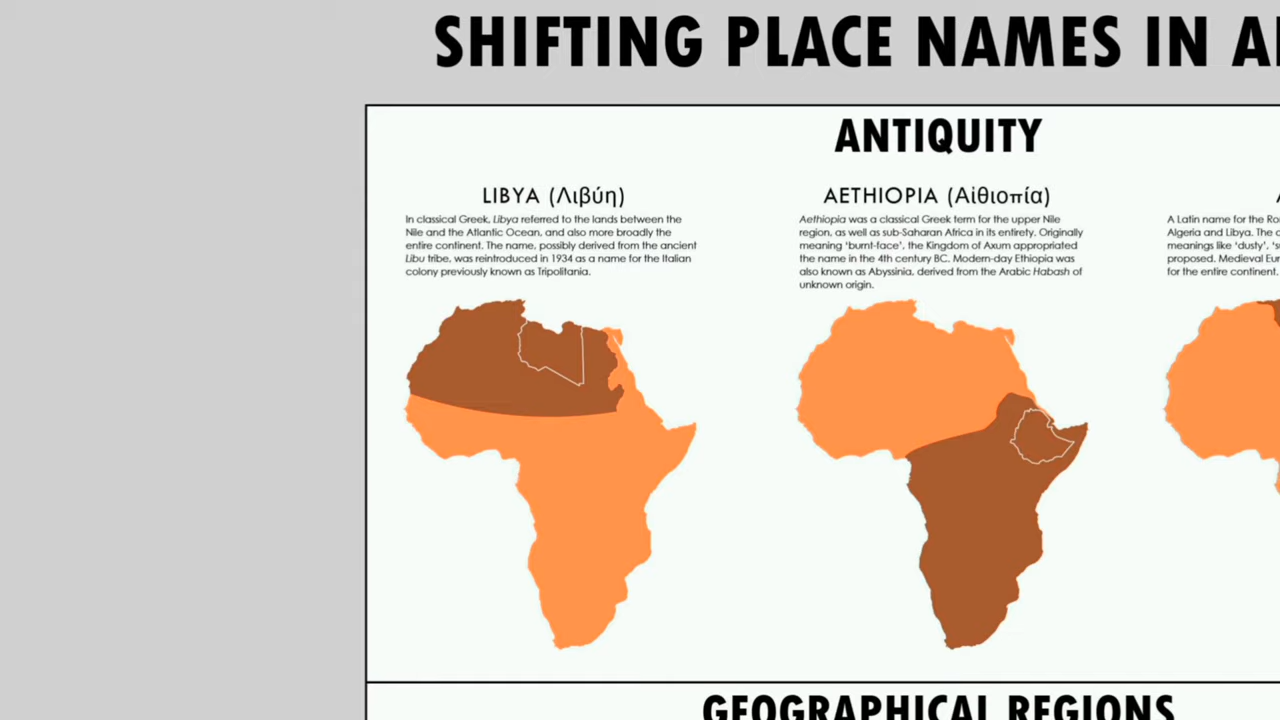 SHIFTING PLACE NAMES IN
ANTIQUITY
LIBYA (Λιβύη)
In classical Greek, Libya referred to the lands between the
Nile and the Atlantic Ocean, and also more broadly the
entire continent. The name, possibly derived from the ancient
Libu tribe, was reintroduced in 1934 as a name for the Italian
colony previously known as Tripolitania.
AETHIOPIA (Αἰθιοπία)
Aethiopia was a classical Greek term for the upper Nile
region, as well as sub-Saharan Africa in its entirety. Originally
meaning 'burnt-face', the Kingdom of Axum appropriated
the name in the 4th century BC. Modern-day Ethiopia was
also known as Abyssinia, derived from the Arabic Habash of
unknown origin.
A Latin name for the
Algeria and Libya. The
meanings like 'dusty',
proposed. Medieval
for the entire continent.
GEOGRAPHICAL REGIONS